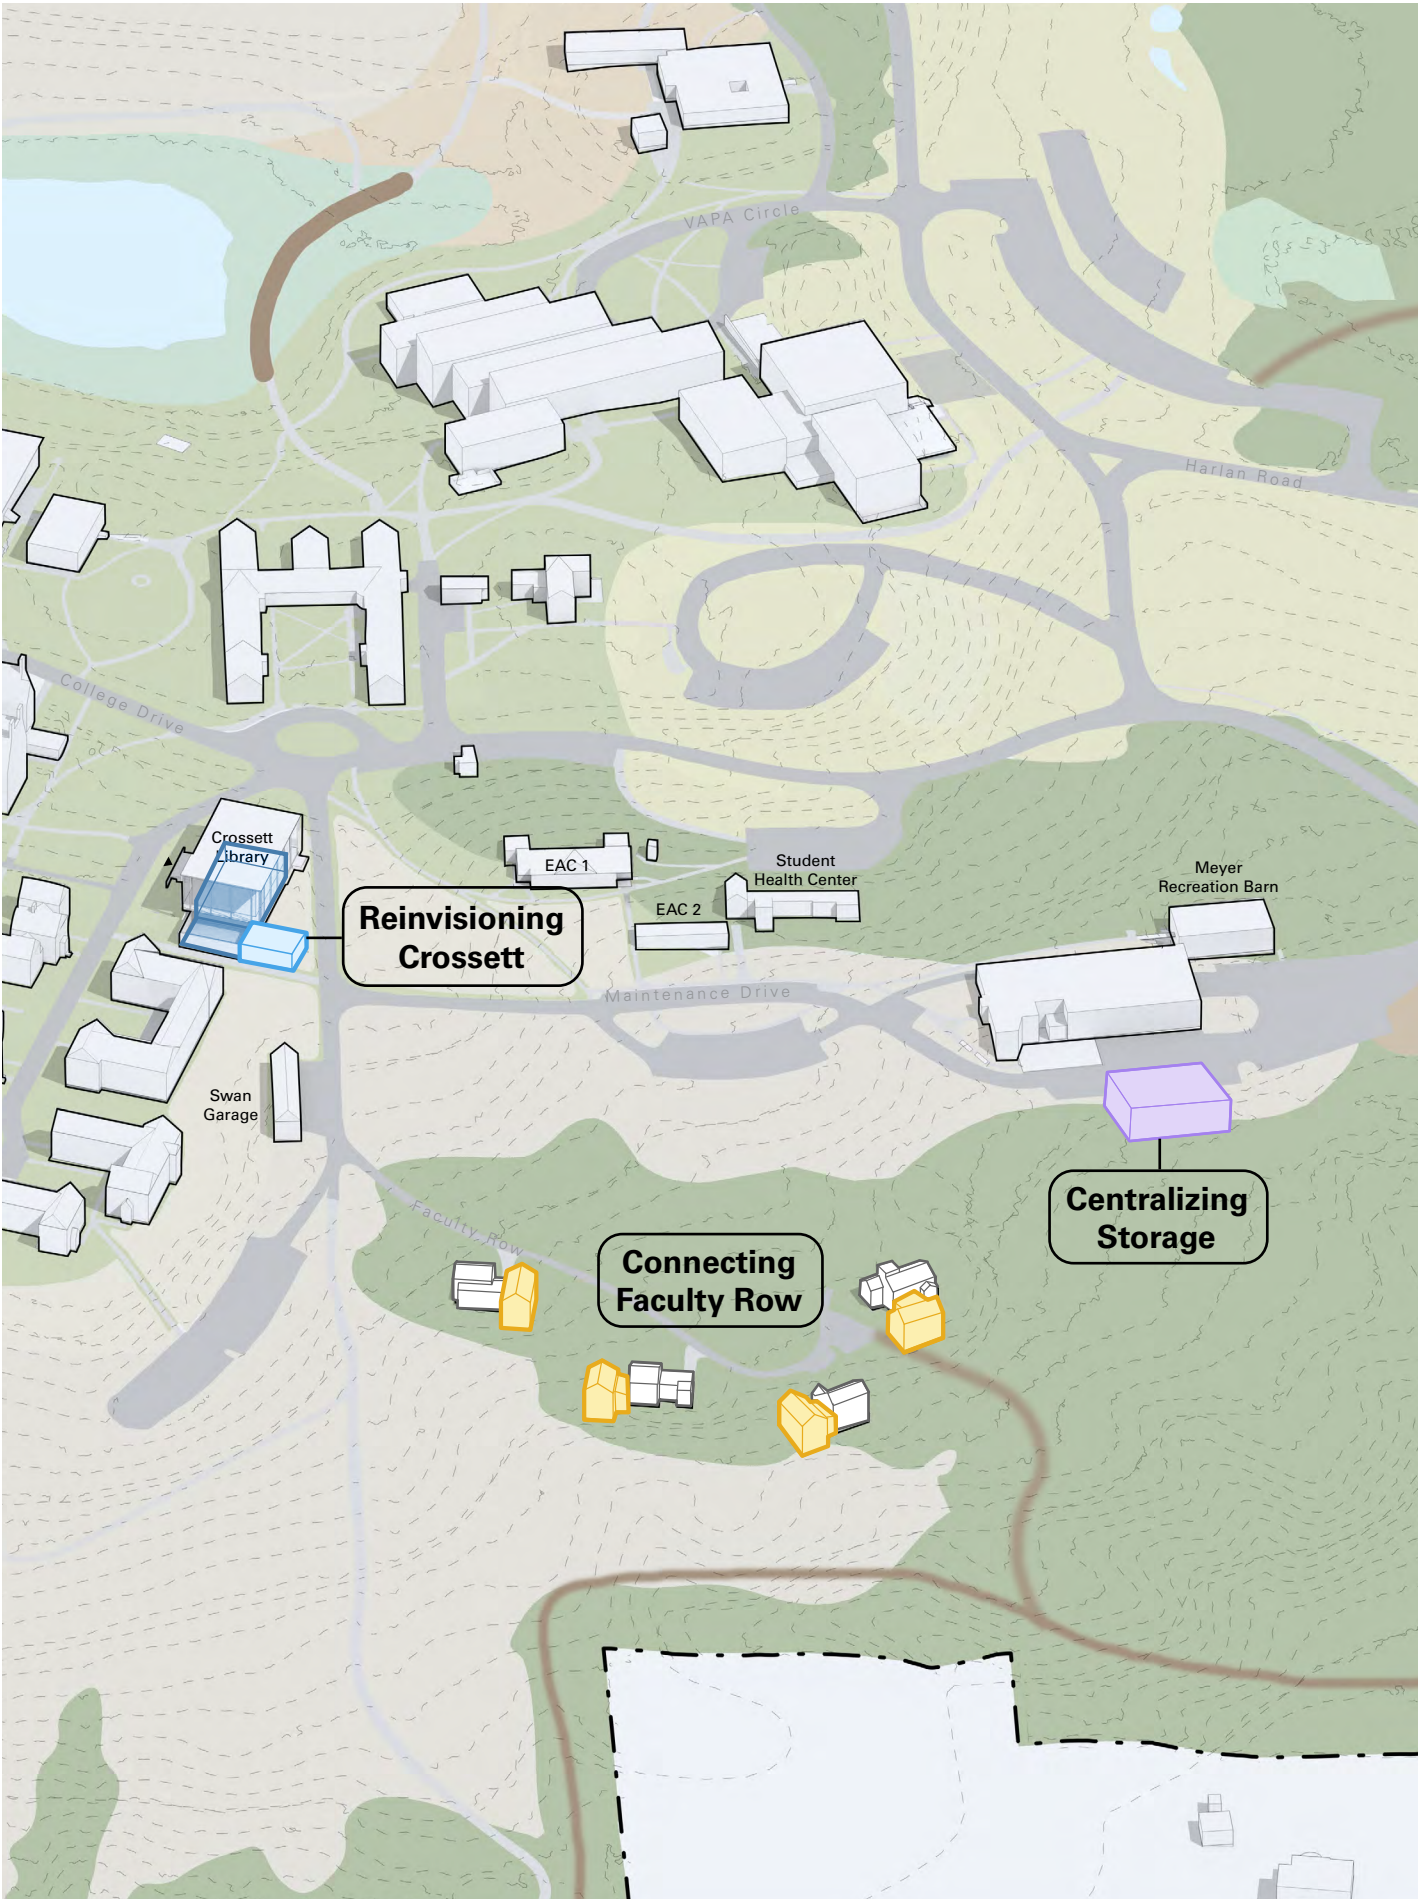 VAPA Circle
Harlan Road
College Drive
Crossett
Library
EAC 1
Student
Health Center
Meyer
Recreation Barn
EAC 2
Reinvisioning
Crossett
Maintenance Drive
Swan
Garage
Centralizing
Storage
Faculty Row
Connecting
Faculty Row